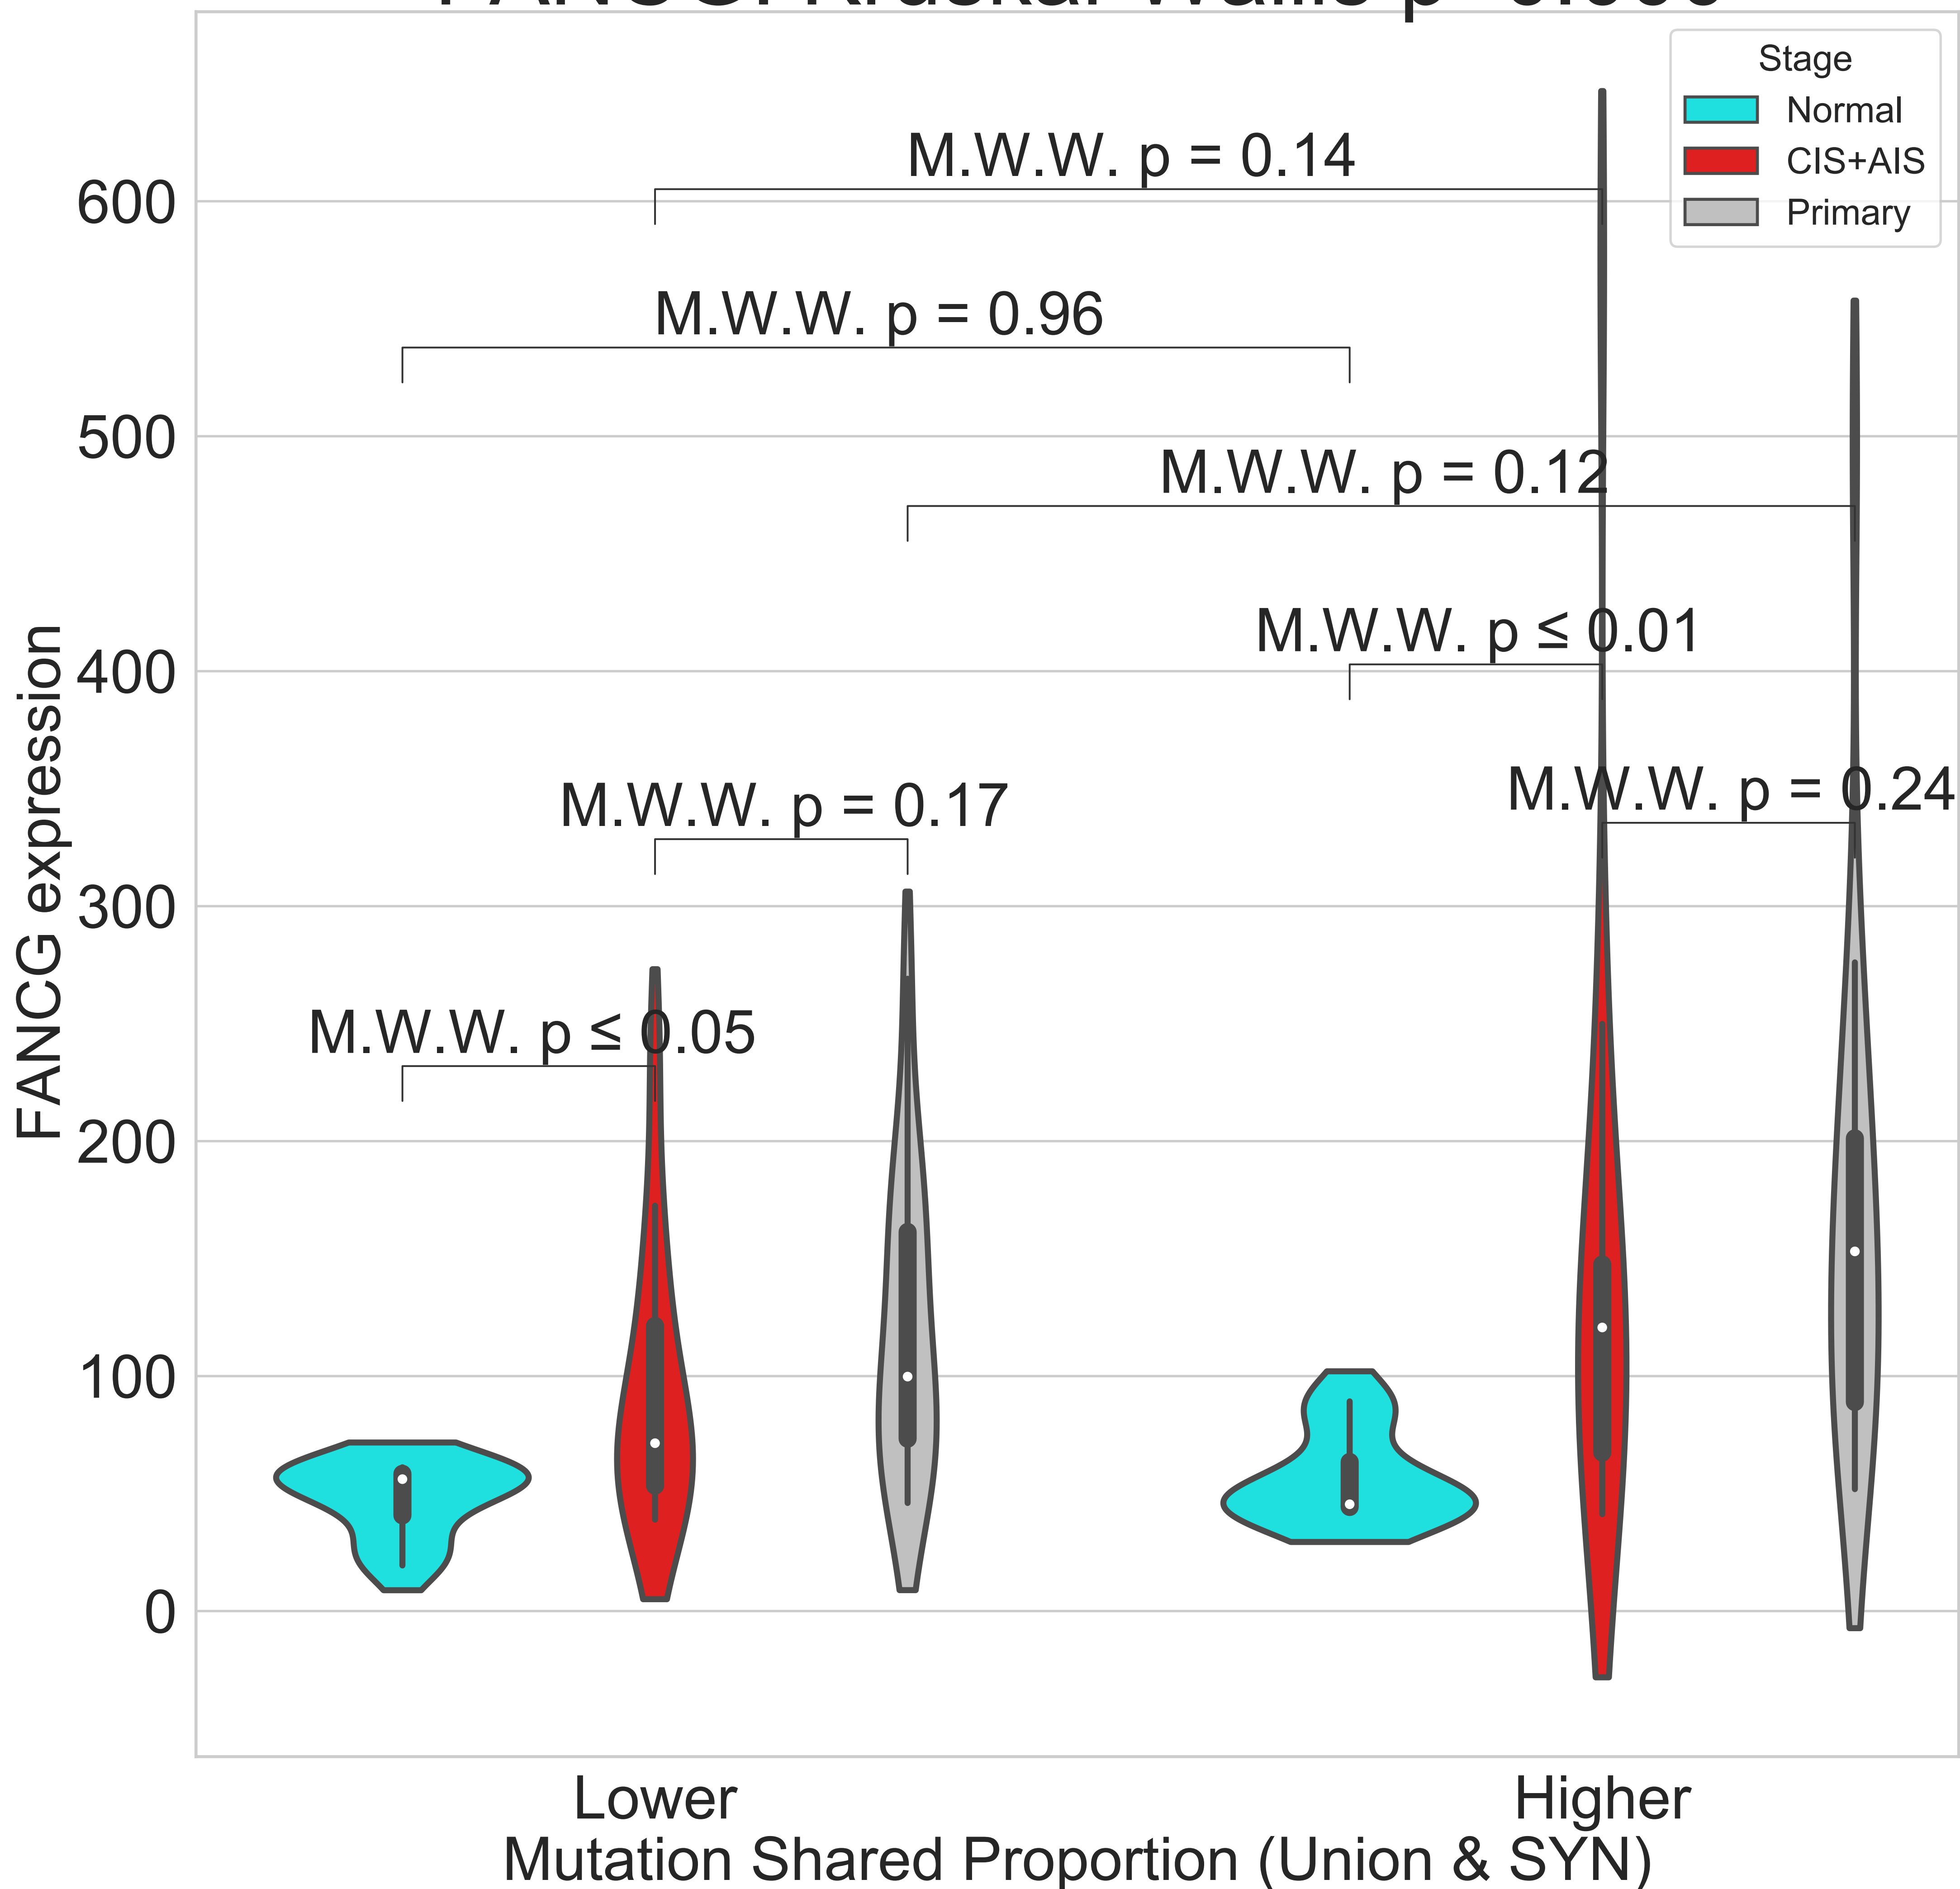 Stage
Normal
CIS+AIS
Primary
M.W.W. p = 0.14
M.W.W. p = 0.96
M.W.W. p = 0.12
M.W.W. p ≤ 0.01
M.W.W. p = 0.24
M.W.W. p = 0.17
M.W.W. p ≤ 0.05
600
500
400
300
200
100
0
FANCG expression
Lower
Higher
Mutation Shared Proportion (Union & SYN)